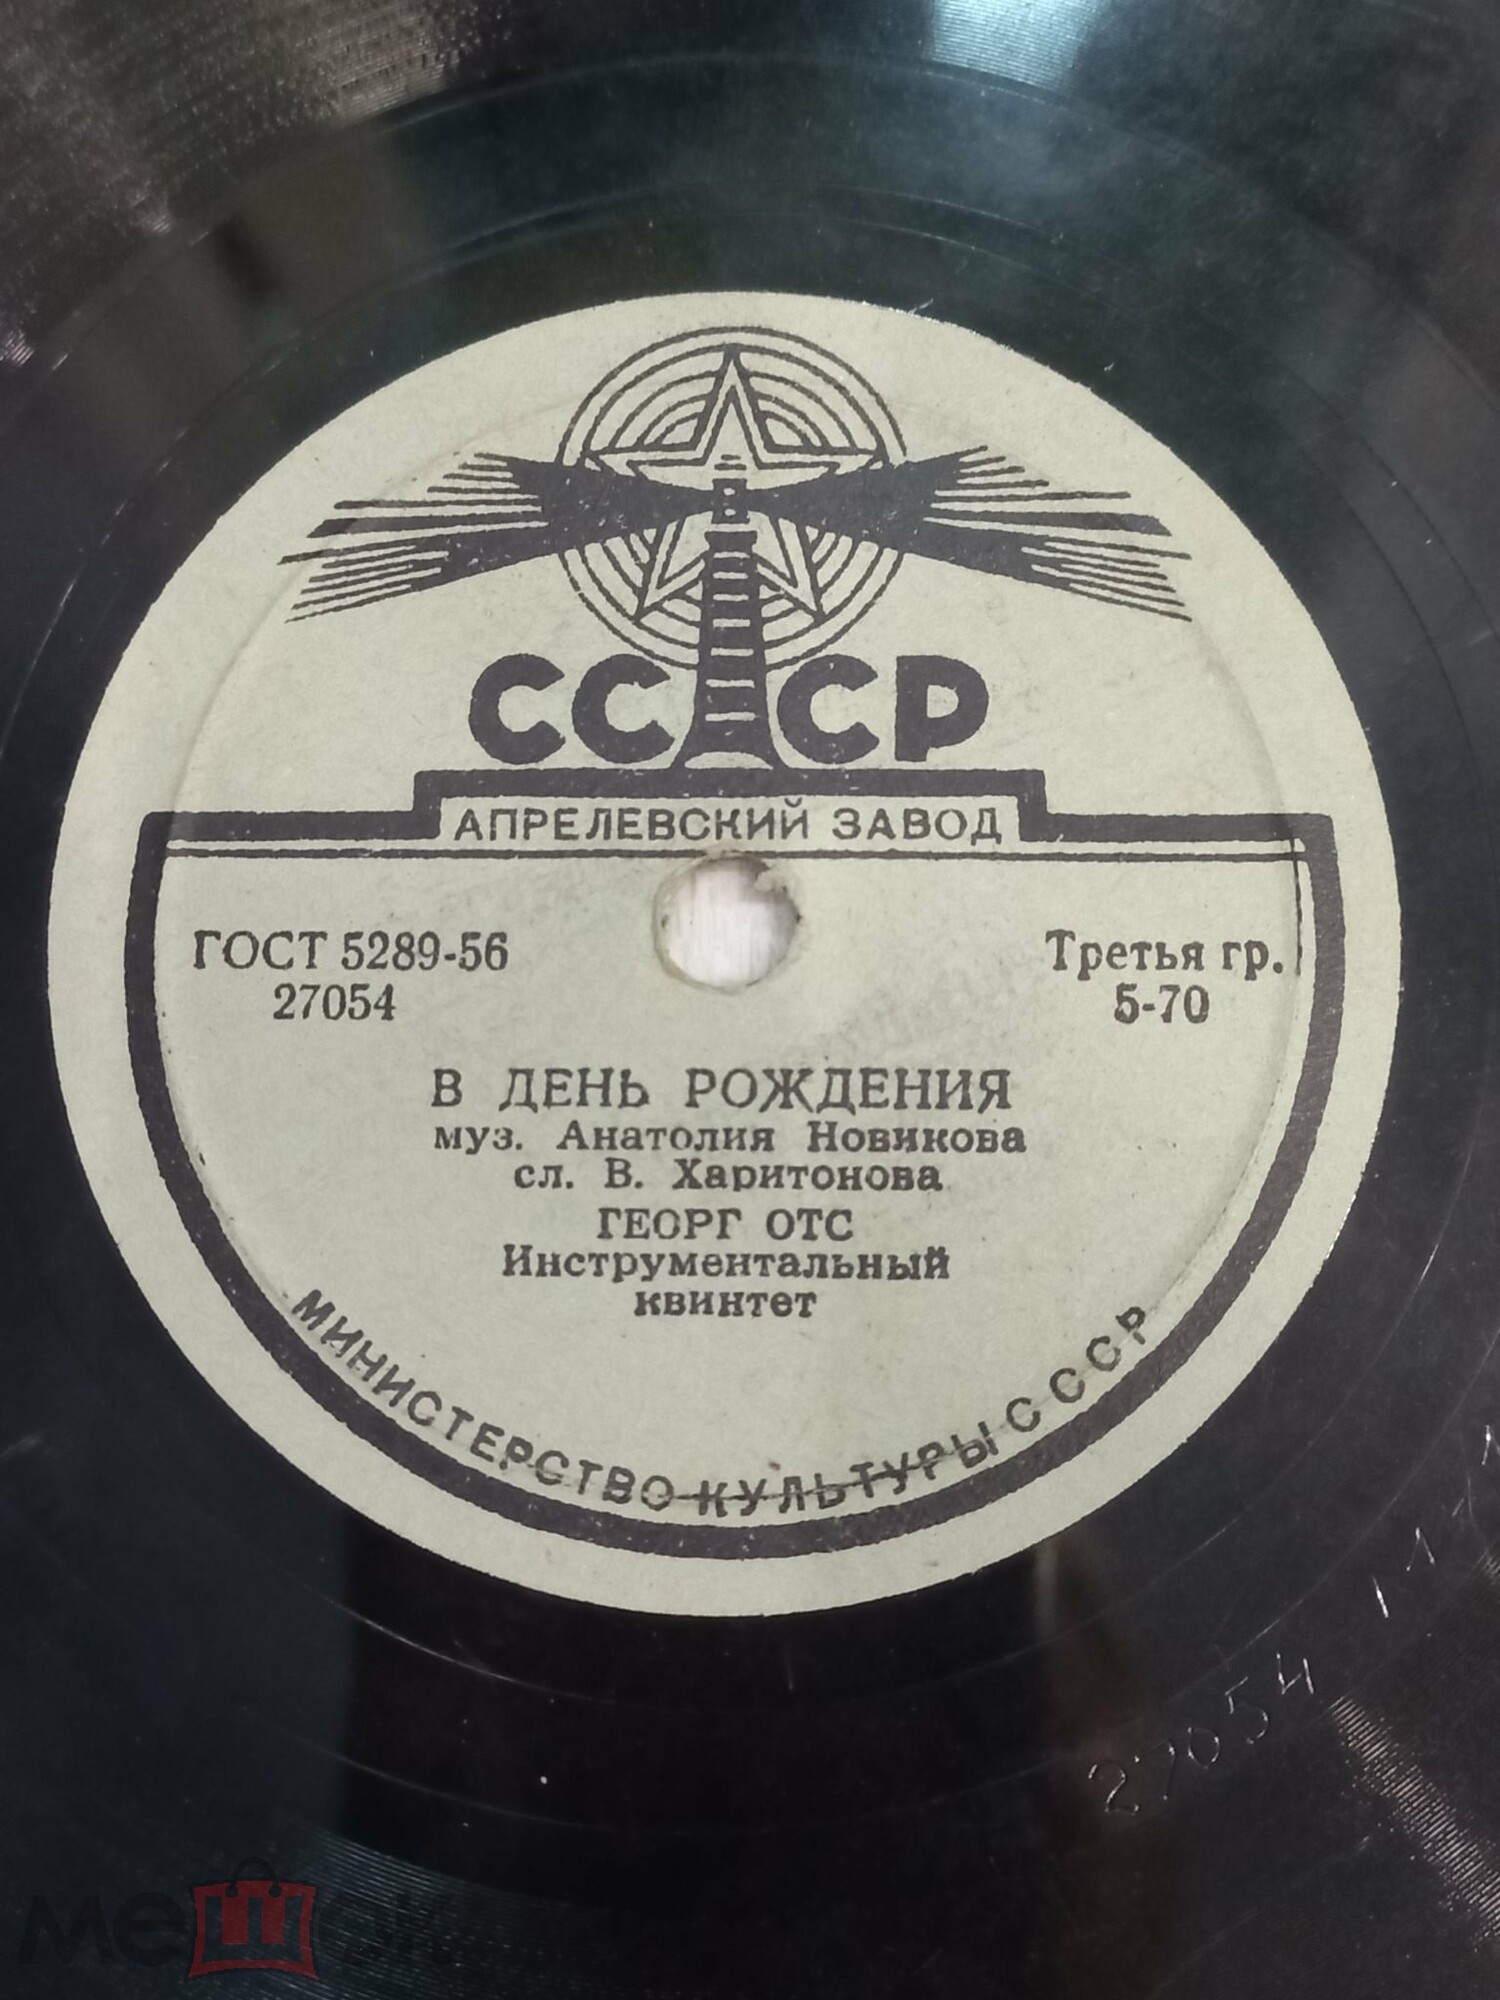 СССР
АПРЕЛЕВСКИЙ ЗАВОД
ГОСТ 5289-56
27054
Третья гр.
5-70
В ДЕНЬ РОЖДЕНИЯ
муз. Анатолия Новикова
сл. В. Харитонова
ГЕОРГ ОТС
Инструментальный
квинтет
МИНИСТЕРСТВО КУЛЬТУРЫ СССР
27054
мешок